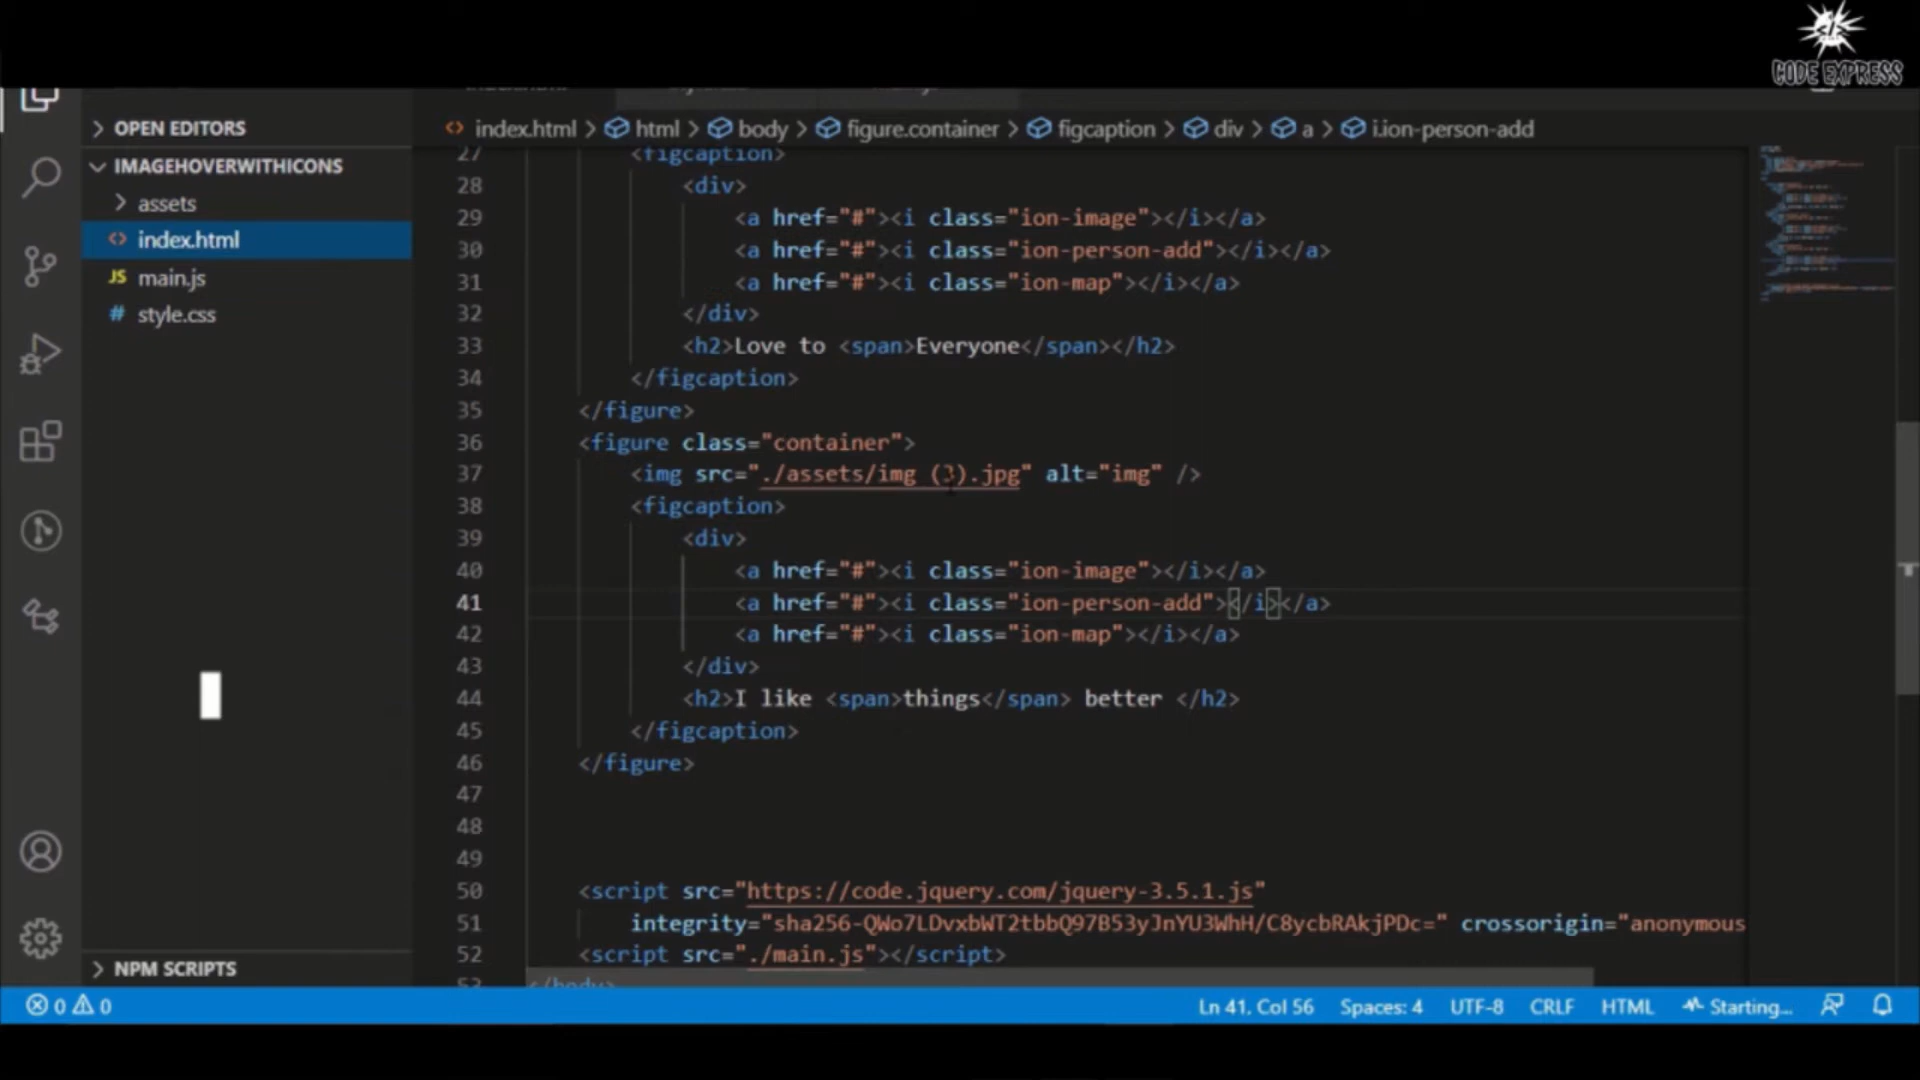 CODE EXPRESS
OPEN EDITORS
IMAGEHOVERWITHICONS
assets
<> index.html
JS main.js
# style.css
NPM SCRIPTS
<> index.html > html > body > figure.container > figcaption > div > a > i.ion-person-add
27 <figcaption>
28 <div>
29 <a href="#"><i class="ion-image"></i></a>
30 <a href="#"><i class="ion-person-add"></i></a>
31 <a href="#"><i class="ion-map"></i></a>
32 </div>
33 <h2>Love to <span>Everyone</span></h2>
34 </figcaption>
35 </figure>
36 <figure class="container">
37 <img src="./assets/img (3).jpg" alt="img" />
38 <figcaption>
39 <div>
40 <a href="#"><i class="ion-image"></i></a>
41 <a href="#"><i class="ion-person-add"></i></a>
42 <a href="#"><i class="ion-map"></i></a>
43 </div>
44 <h2>I like <span>things</span> better </h2>
45 </figcaption>
46 </figure>
47
48
49
50 <script src="https://code.jquery.com/jquery-3.5.1.js"
51 integrity="sha256-QWo7LDvxbWT2tbbQ97B53yJnYU3WhH/C8ycbRAkjPDc=" crossorigin="anonymous
52 <script src="./main.js"></script>
53 </body>
0 0 Ln 41, Col 56 Spaces: 4 UTF-8 CRLF HTML Starting...